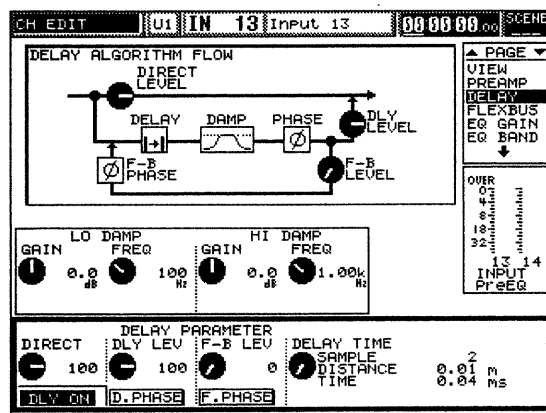 CH EDIT U1 IN 13 Input 13 00:00:00.00 SCENE
DELAY ALGORITHM FLOW
DIRECT
LEVEL
DELAY DAMP PHASE DLY
LEVEL
F-B
PHASE
F-B
LEVEL
PAGE
VIEW
PREAMP
DELAY
FLEXBUS
EQ GAIN
EQ BAND
OVER
0
4
8
18
32
13 14
INPUT
PreEQ
LO DAMP HI DAMP
GAIN FREQ GAIN FREQ
0.0 dB 100 Hz 0.0 dB 1.00k Hz
DELAY PARAMETER
DIRECT DLY LEV F-B LEV DELAY TIME
100 100 0
SAMPLE 2
DISTANCE 0.01 m
TIME 0.04 ms
DLY ON D.PHASE F.PHASE